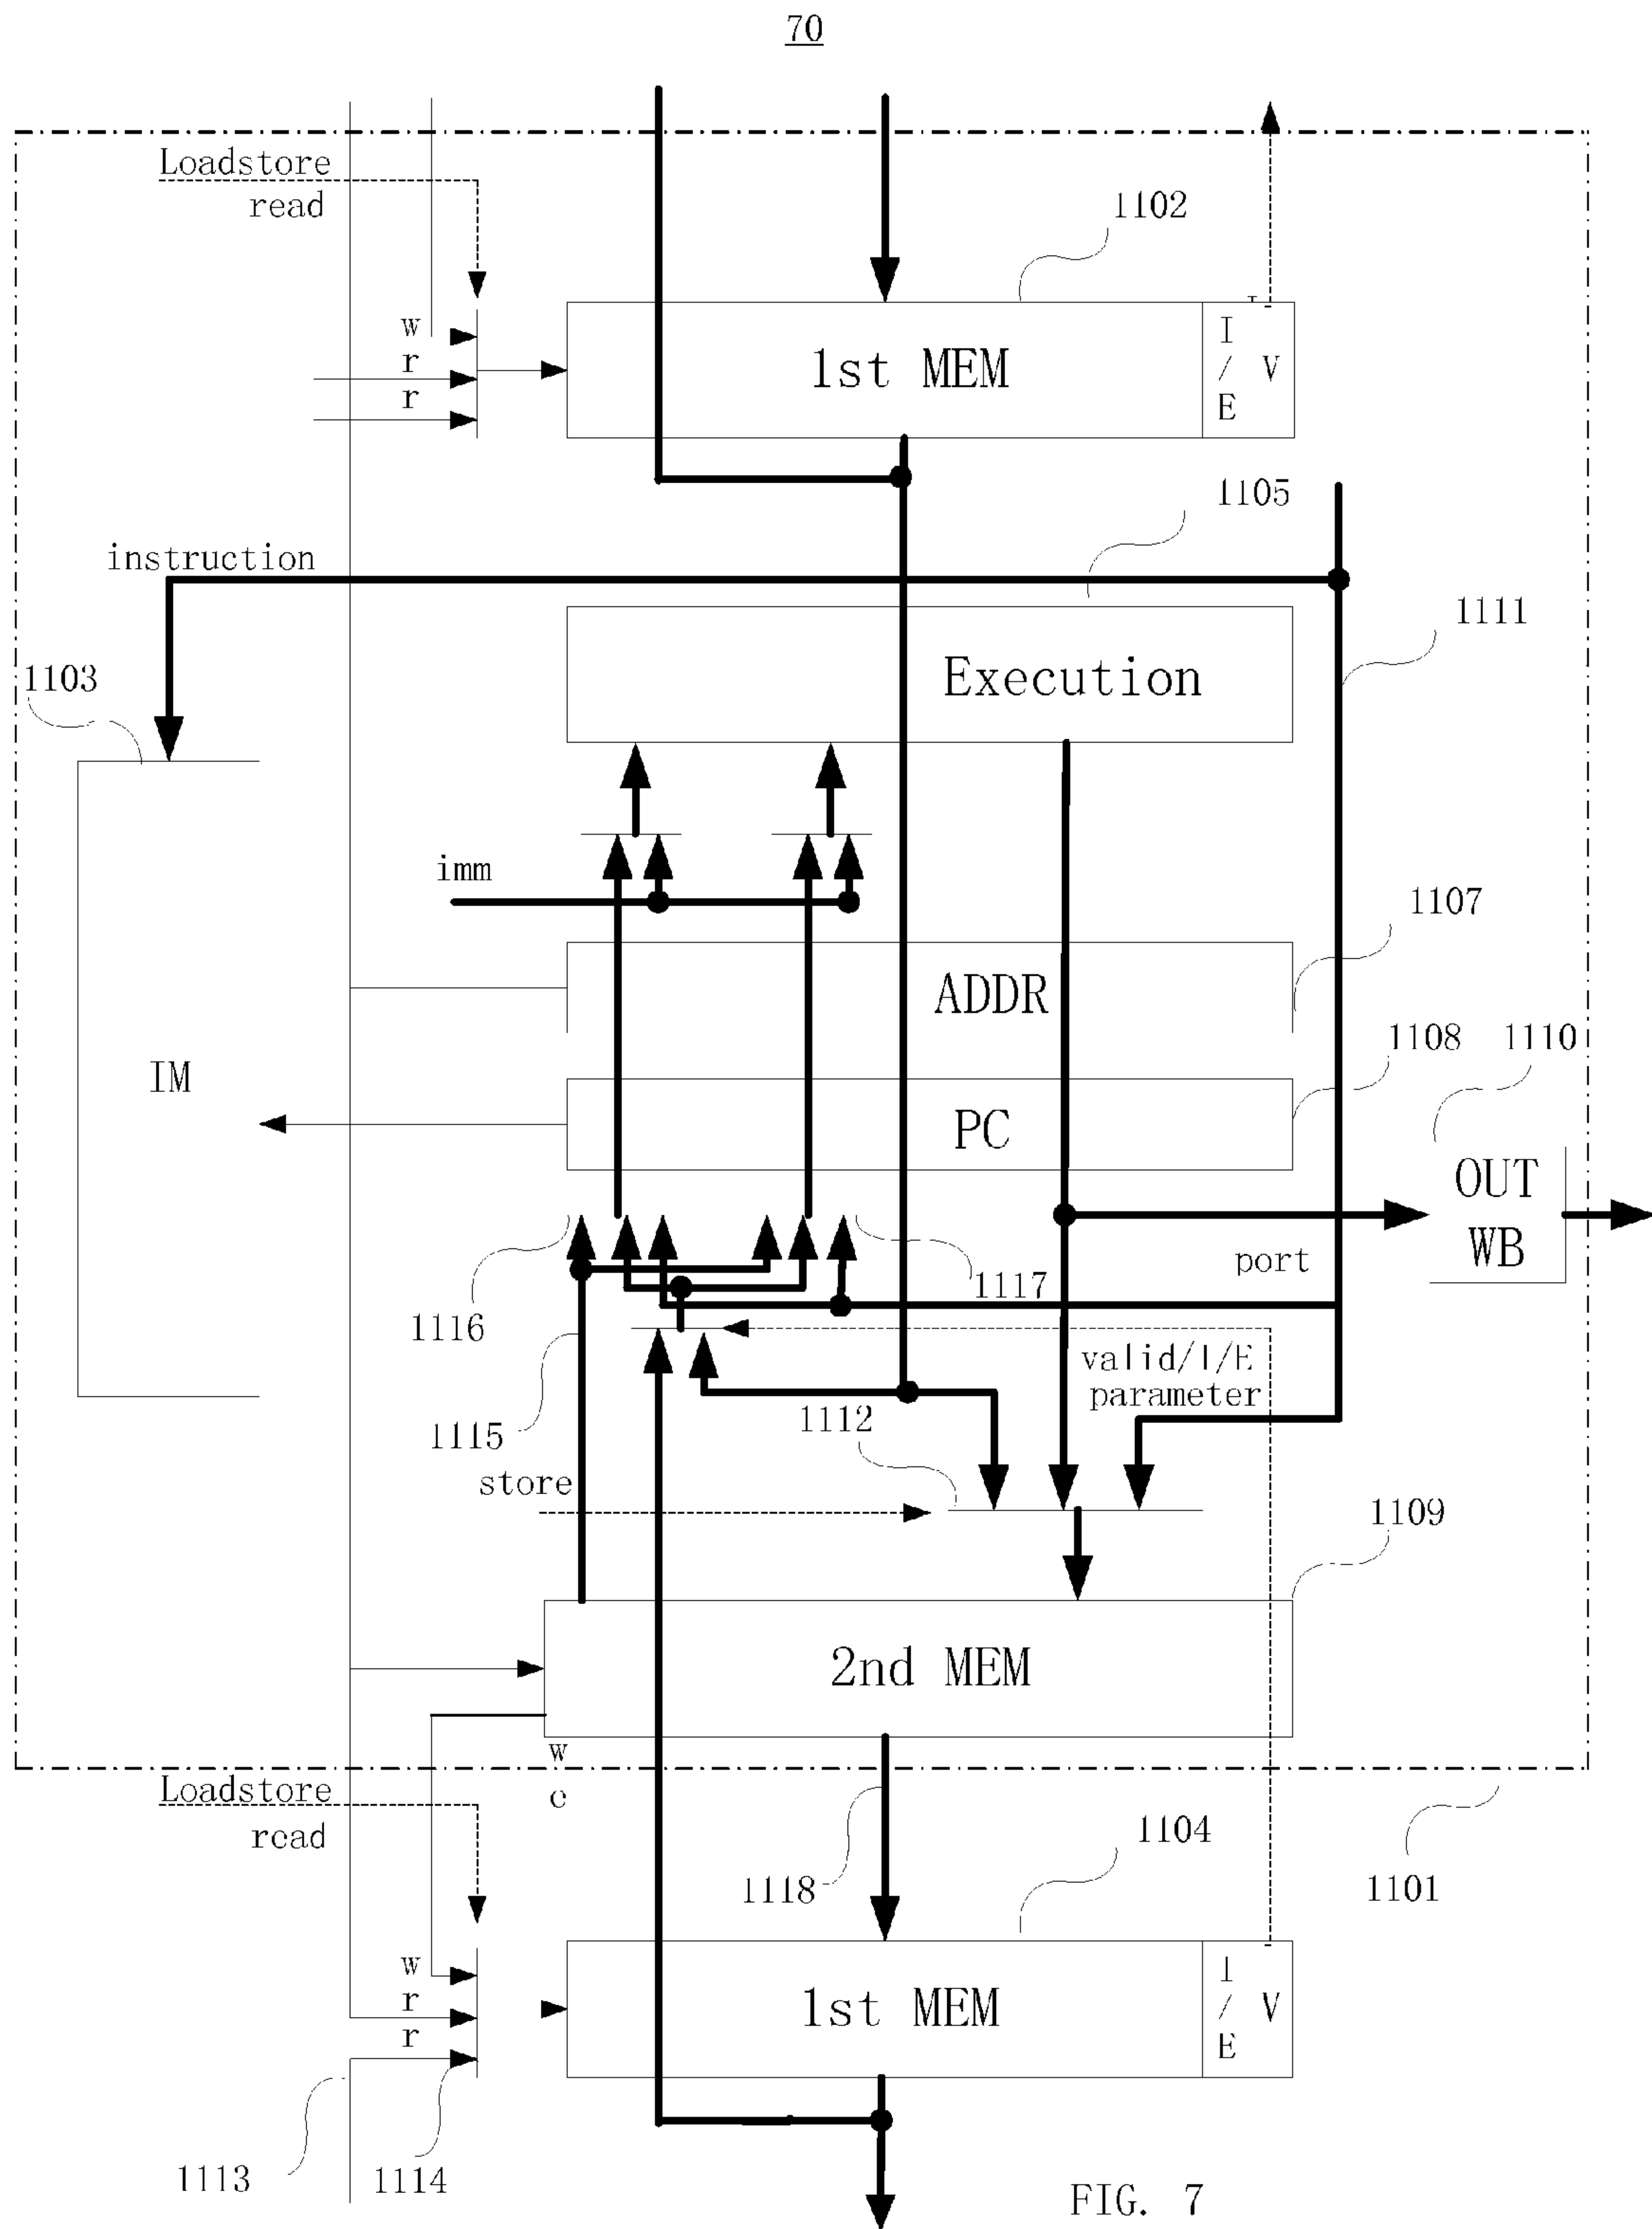 70
Loadstore
read
1102
w
r
r
1st MEM
I
/
E
V
1105
instruction
1111
1103
Execution
imm
1107
ADDR
1108
1110
IM
PC
OUT
WB
port
1117
1116
valid/I/E
parameter
1112
1115
store
1109
2nd MEM
w
Loadstore
c
rcad
1104
1118
1101
w
r
r
1st MEM
l
/
E
V
1113
1114
FIG. 7